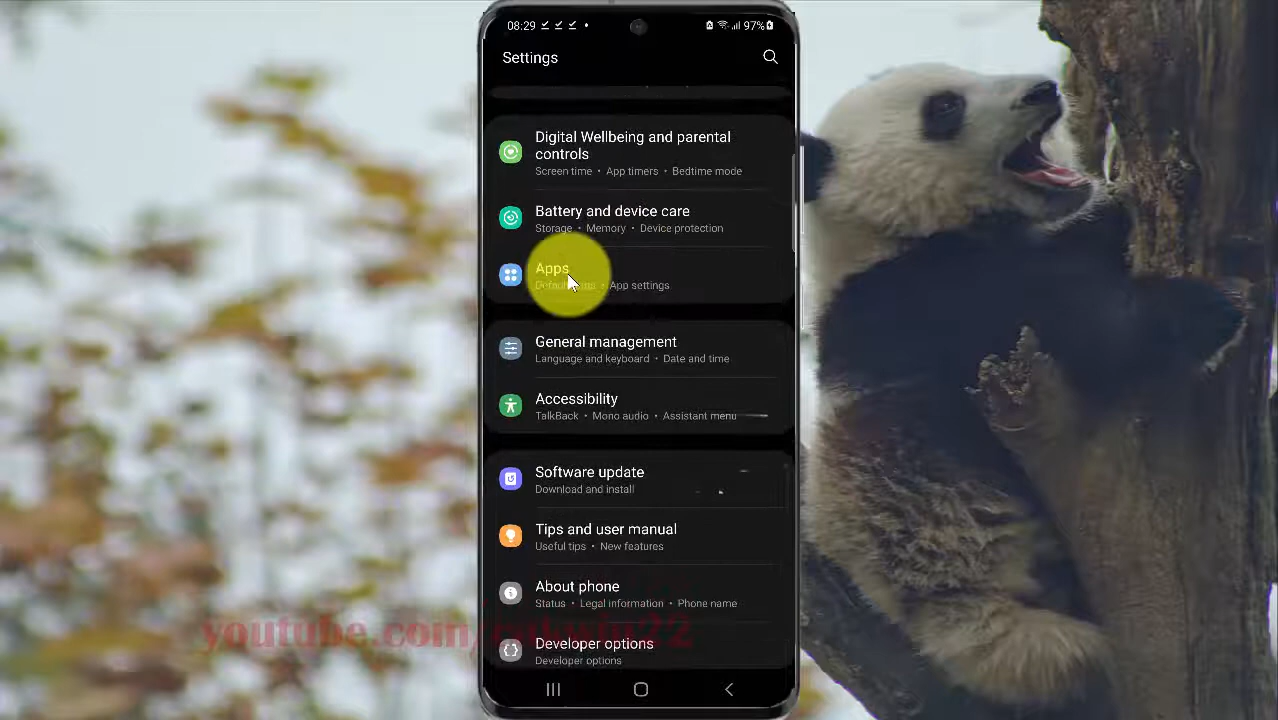 08:29
97%
Settings
Digital Wellbeing and parental
controls
Screen time • App timers • Bedtime mode
Battery and device care
Storage • Memory • Device protection
Apps
App settings
General management
Language and keyboard • Date and time
Accessibility
TalkBack • Mono audio • Assistant menu
Software update
Download and install
Tips and user manual
Useful tips • New features
About phone
Status • Legal information • Phone name
youtube.com/
Developer options
Developer options